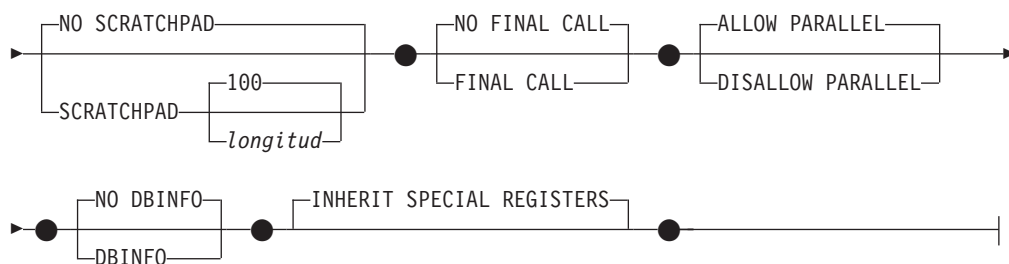 NO SCRATCHPAD NO FINAL CALL ALLOW PARALLEL
100
SCRATCHPAD FINAL CALL DISALLOW PARALLEL
longitud
NO DBINFO INHERIT SPECIAL REGISTERS
DBINFO